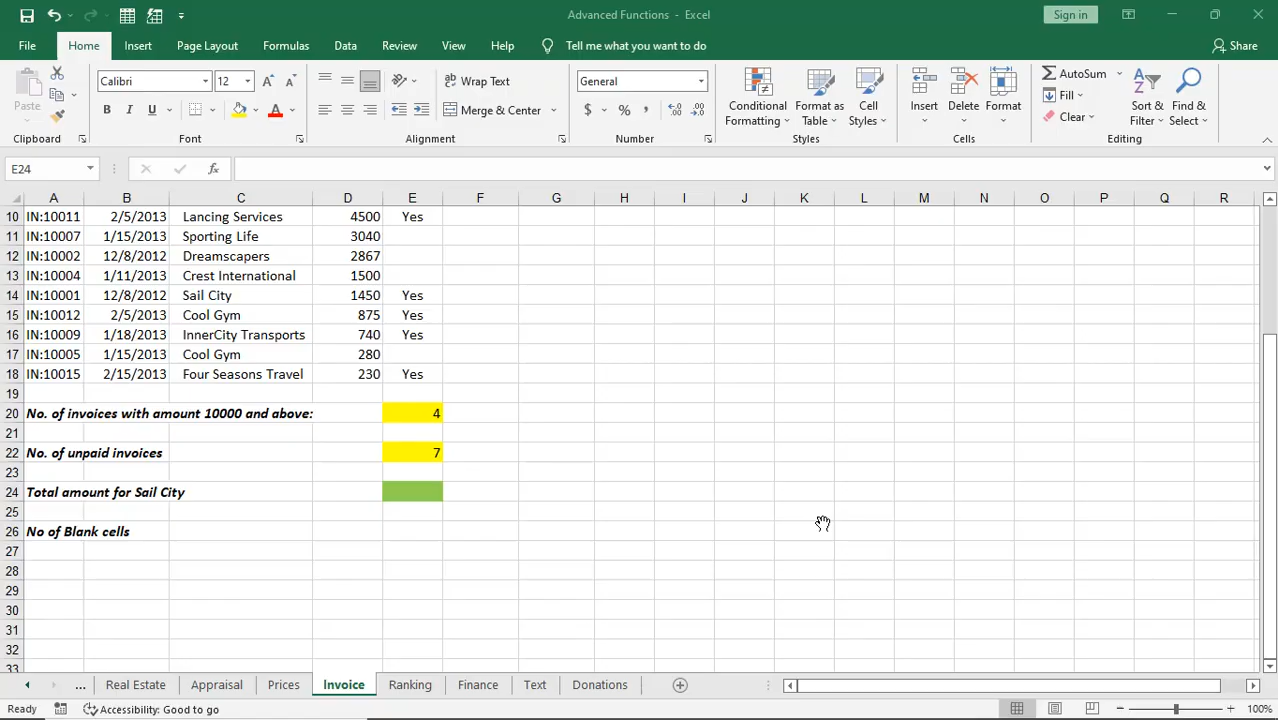 Advanced Functions - Excel
Sign in
File Home Insert Page Layout Formulas Data Review View Help Tell me what you want to do Share
Paste
Calibri 12
B I U
A A A
Wrap Text
Merge & Center
General
$ % ,
Conditional Formatting
Format as Table
Cell Styles
Insert
Delete
Format
AutoSum
Fill
Clear
Sort & Filter
Find & Select
Clipboard Font Alignment Number Styles Cells Editing
E24 fx
A B C D E F G H I J K L M N O P Q R
10 IN:10011 2/5/2013 Lancing Services 4500 Yes
11 IN:10007 1/15/2013 Sporting Life 3040
12 IN:10002 12/8/2012 Dreamscapers 2867
13 IN:10004 1/11/2013 Crest International 1500
14 IN:10001 12/8/2012 Sail City 1450 Yes
15 IN:10012 2/5/2013 Cool Gym 875 Yes
16 IN:10009 1/18/2013 InnerCity Transports 740 Yes
17 IN:10005 1/15/2013 Cool Gym 280
18 IN:10015 2/15/2013 Four Seasons Travel 230 Yes
19
20 No. of invoices with amount 10000 and above: 4
21
22 No. of unpaid invoices 7
23
24 Total amount for Sail City
25
26 No of Blank cells
27
28
29
30
31
32
33
... Real Estate Appraisal Prices Invoice Ranking Finance Text Donations
Ready Accessibility: Good to go 100%